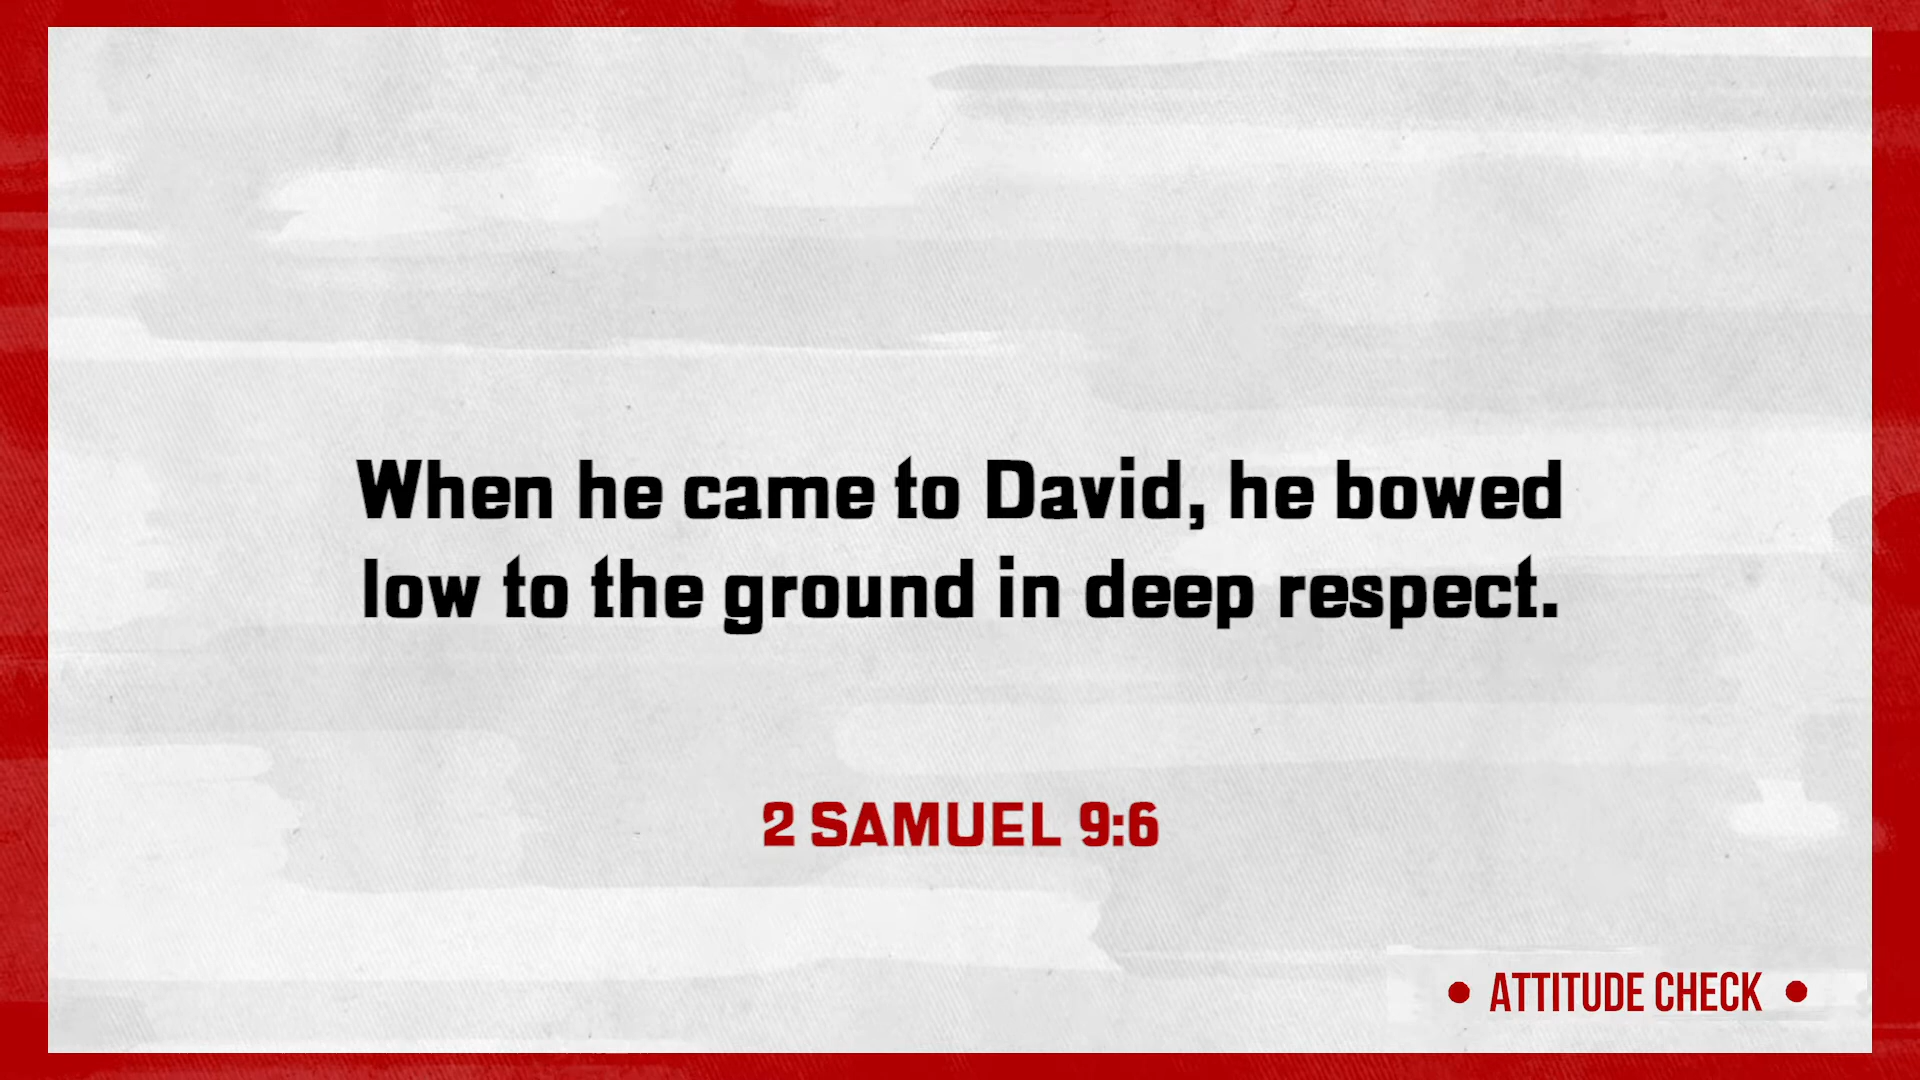 When he came to David, he bowed
low to the ground in deep respect.
2 SAMUEL 9:6
• ATTITUDE CHECK •